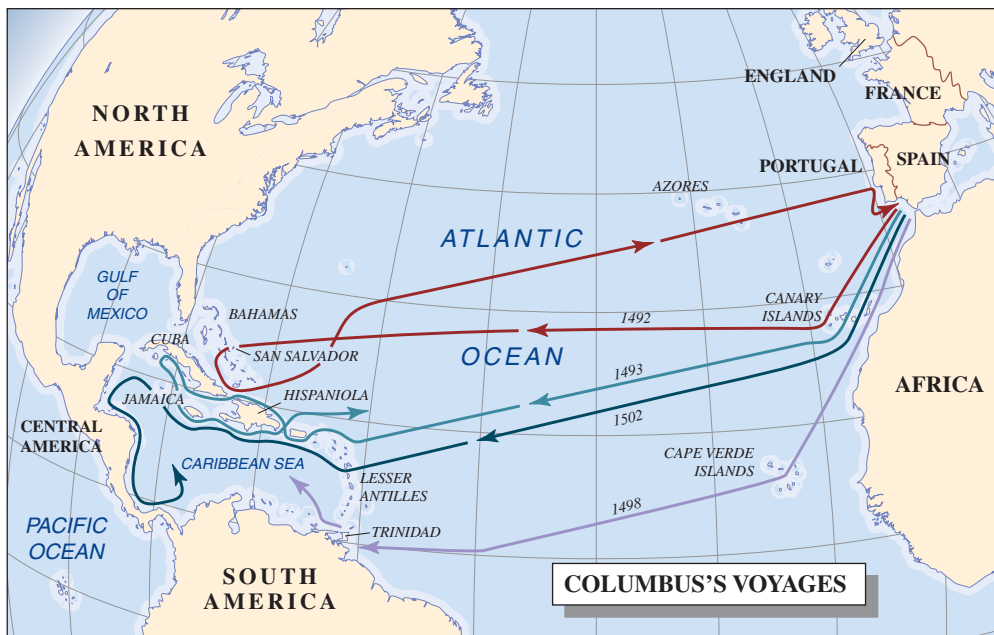 ENGLAND
FRANCE
NORTH
AMERICA
PORTUGAL
SPAIN
AZORES
ATLANTIC
GULF
OF
MEXICO
BAHAMAS
CANARY
ISLANDS
1492
CUBA
SAN SALVADOR
OCEAN
1493
AFRICA
JAMAICA
HISPANIOLA
1502
CENTRAL
AMERICA
CARIBBEAN SEA
CAPE VERDE
ISLANDS
LESSER
ANTILLES
1498
PACIFIC
OCEAN
TRINIDAD
SOUTH
AMERICA
COLUMBUS'S VOYAGES